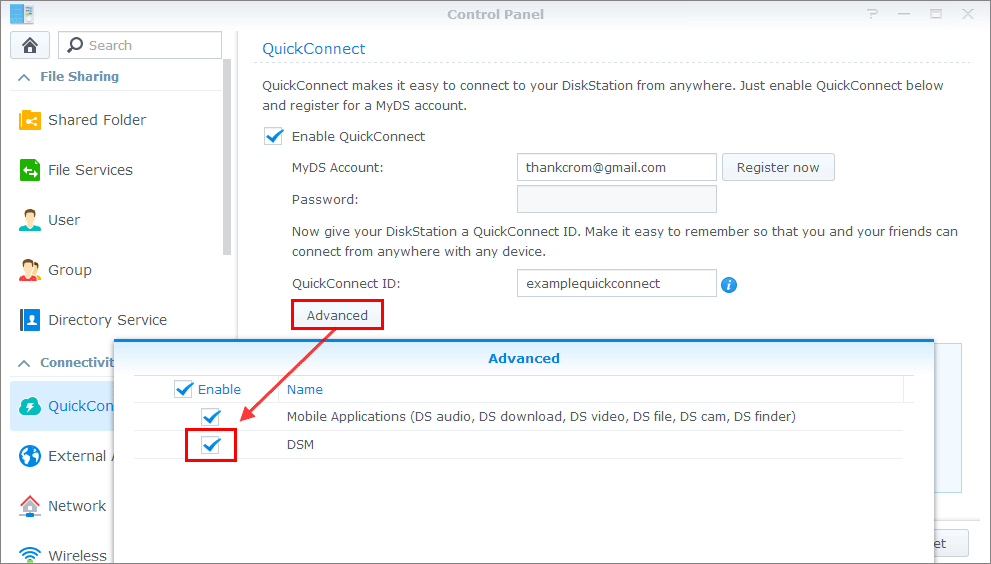 Control Panel
Search
File Sharing
Shared Folder
File Services
User
Group
Directory Service
Connectivit
QuickCon
External A
Network
Wireless
QuickConnect
QuickConnect makes it easy to connect to your DiskStation from anywhere. Just enable QuickConnect below
and register for a MyDS account.
Enable QuickConnect
MyDS Account: thankcrom@gmail.com Register now
Password:
Now give your DiskStation a QuickConnect ID. Make it easy to remember so that you and your friends can
connect from anywhere with any device.
QuickConnect ID: examplequickconnect
Advanced
Advanced
Enable Name
Mobile Applications (DS audio, DS download, DS video, DS file, DS cam, DS finder)
DSM
et